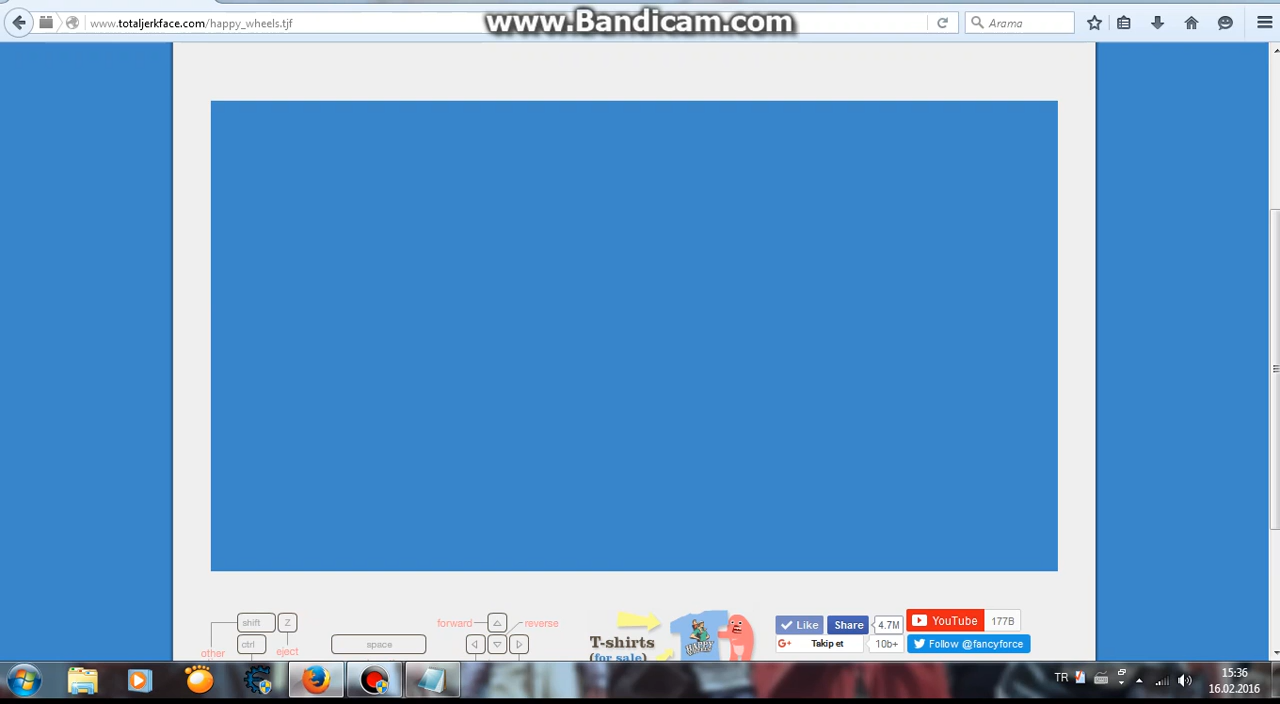 www.Bandicam.com
www.totaljerkface.com/happy_wheels.tjf
Arama
shift Z
ctrl
other
eject
space
forward
reverse
T-shirts
(for sale)
HAPPY
Like Share 4.7M
Takip et 10b+
YouTube 177B
Follow @fancyforce
TR
15:36
16.02.2016